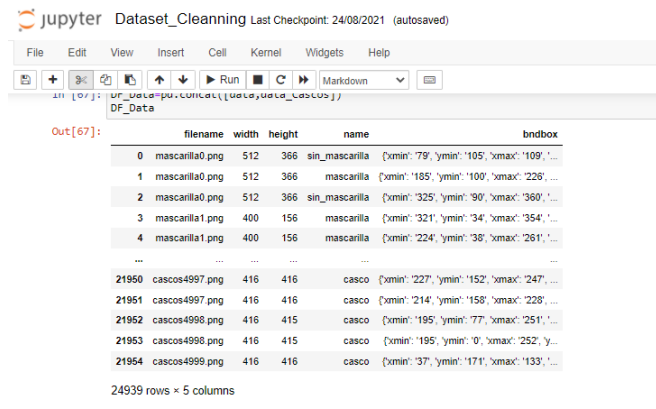 jupyter Dataset_Cleanning Last Checkpoint: 24/08/2021 (autosaved)
File Edit View Insert Cell Kernel Widgets Help
Run Markdown
In [67]: DF_Data=pd.concat([data,data_Cascos])
DF_Data
Out[67]:
filename width height name bndbox
0 mascarilla0.png 512 366 sin_mascarilla {'xmin': '79', 'ymin': '105', 'xmax': '109', '...
1 mascarilla0.png 512 366 mascarilla {'xmin': '185', 'ymin': '100', 'xmax': '226', ...
2 mascarilla0.png 512 366 sin_mascarilla {'xmin': '325', 'ymin': '90', 'xmax': '360', '...
3 mascarilla1.png 400 156 mascarilla {'xmin': '321', 'ymin': '34', 'xmax': '354', '...
4 mascarilla1.png 400 156 mascarilla {'xmin': '224', 'ymin': '38', 'xmax': '261', '...
... ... ... ... ... ...
21950 cascos4997.png 416 416 casco {'xmin': '227', 'ymin': '152', 'xmax': '247', ...
21951 cascos4997.png 416 416 casco {'xmin': '214', 'ymin': '158', 'xmax': '228', ...
21952 cascos4998.png 416 415 casco {'xmin': '195', 'ymin': '77', 'xmax': '251', '...
21953 cascos4998.png 416 415 casco {'xmin': '195', 'ymin': '0', 'xmax': '252', 'y...
21954 cascos4999.png 416 416 casco {'xmin': '37', 'ymin': '171', 'xmax': '133', '...
24939 rows × 5 columns